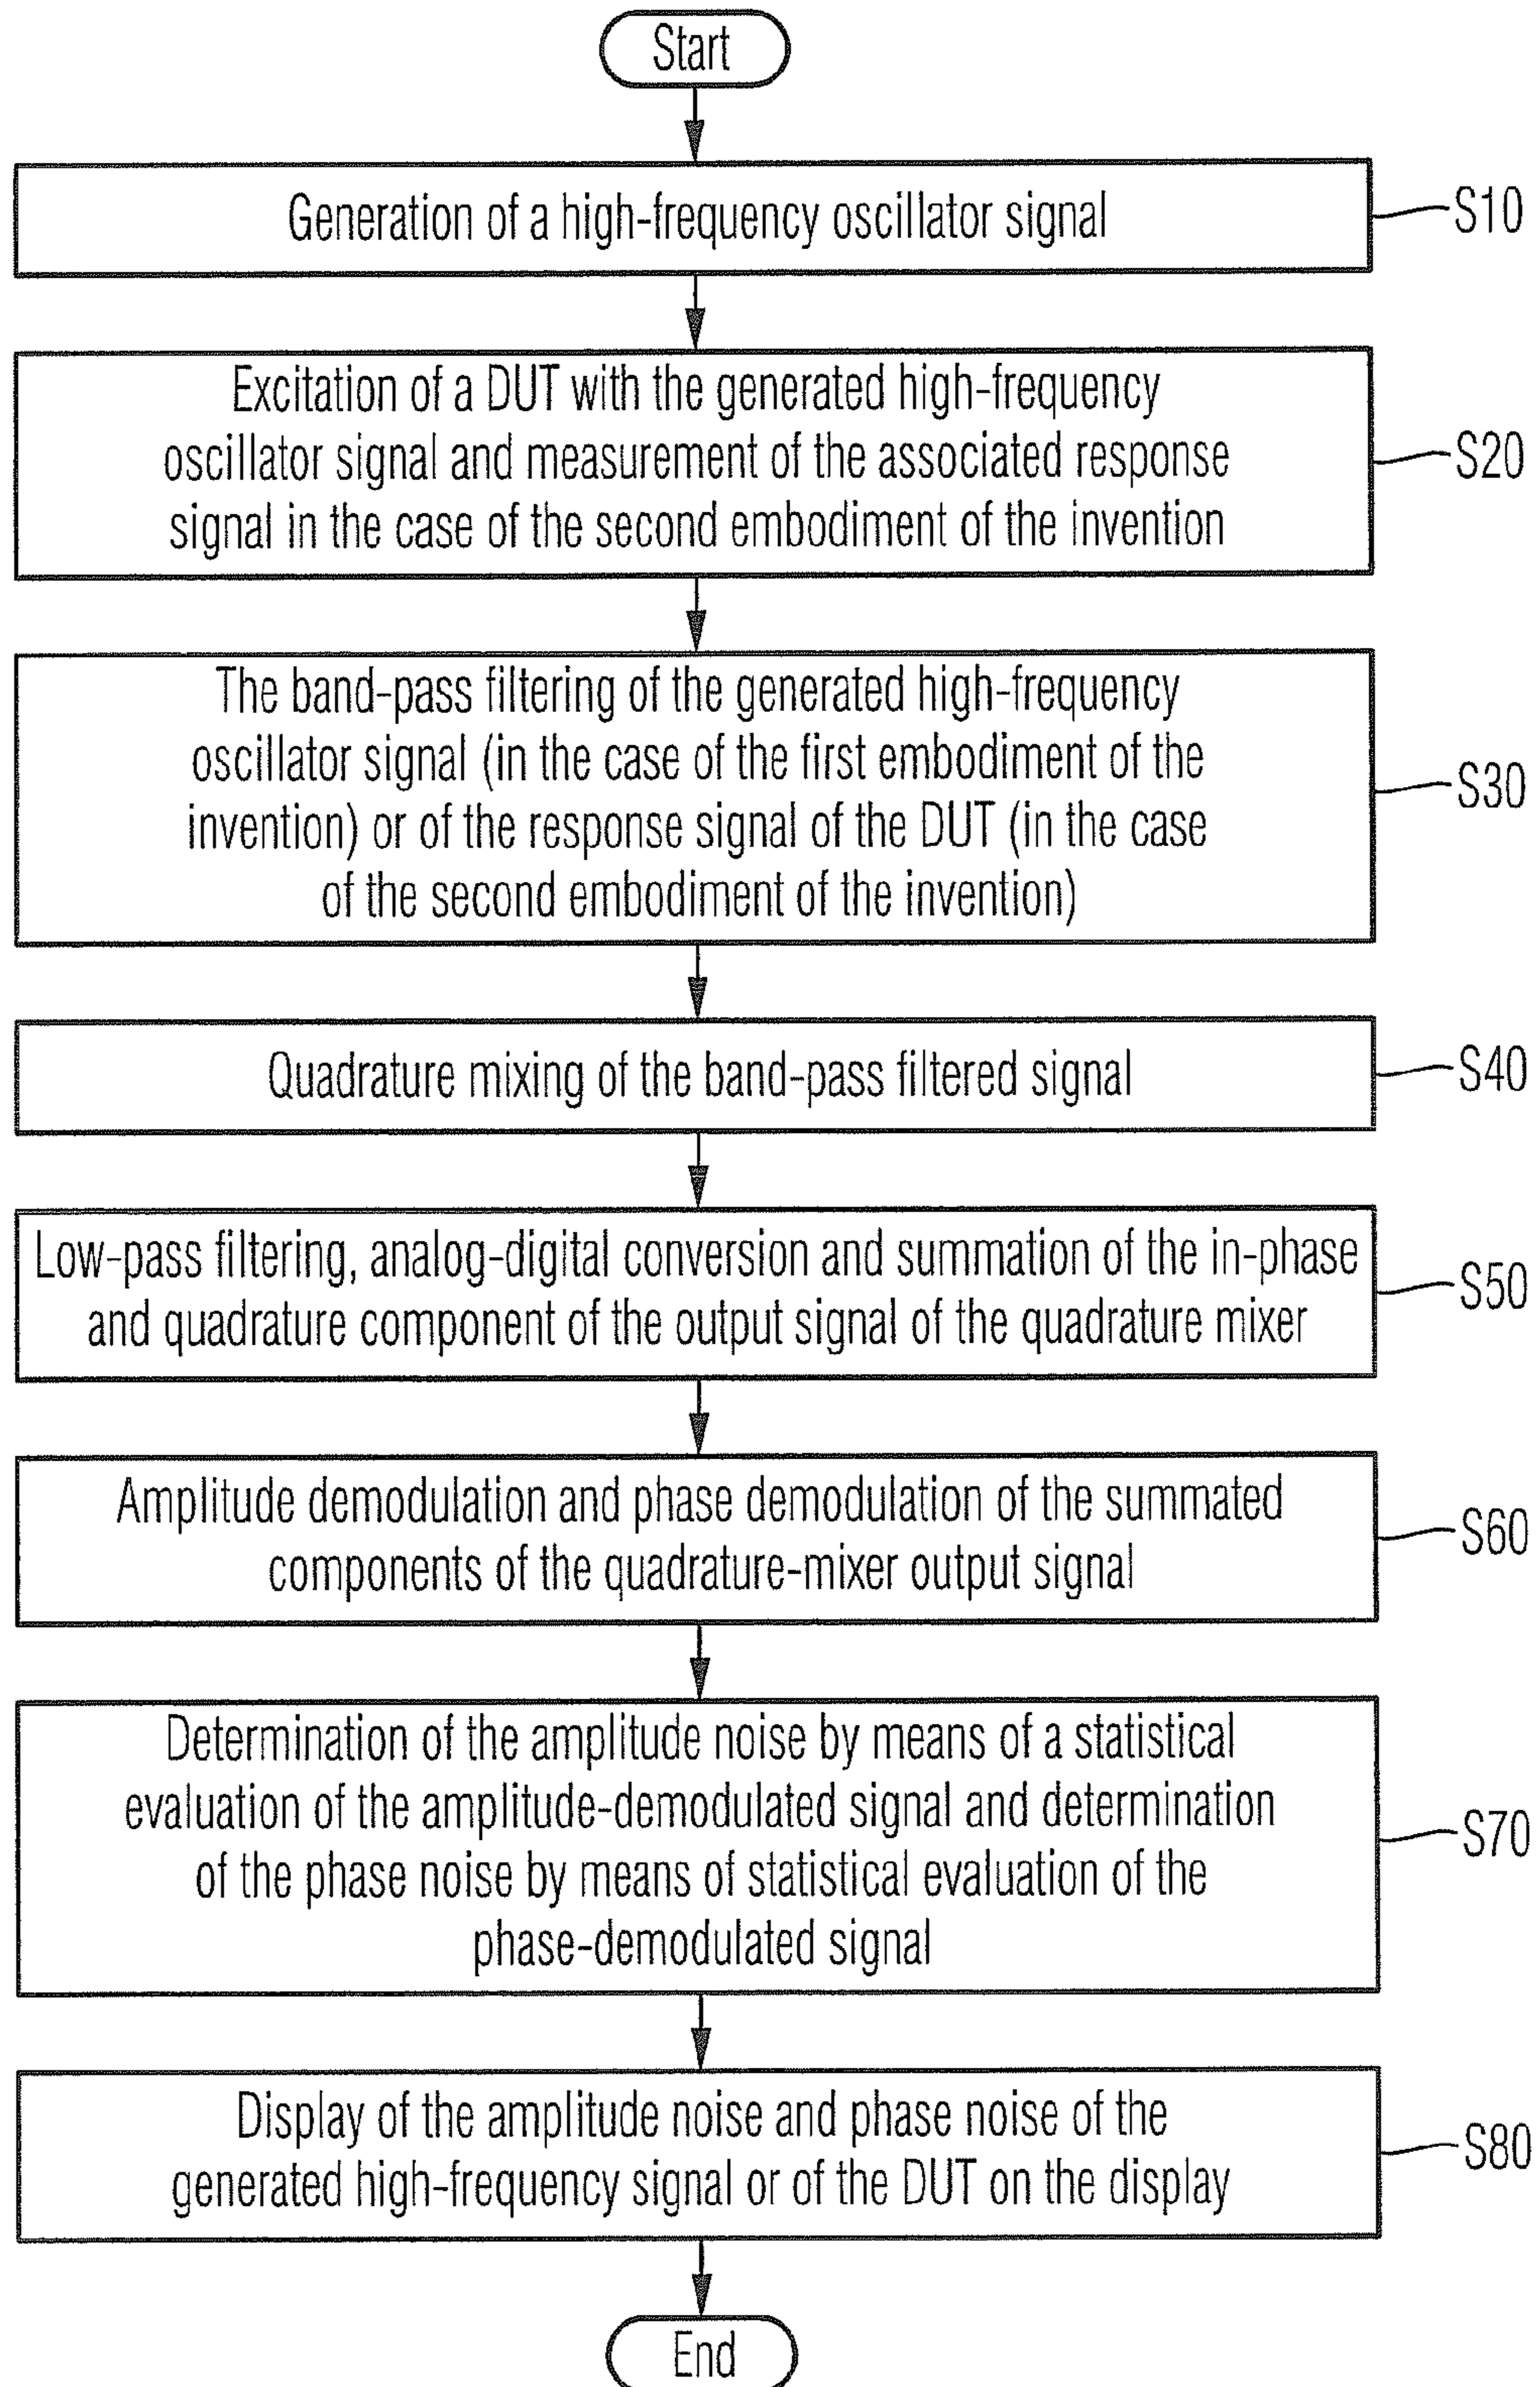 Start
Generation of a high-frequency oscillator signal
S10
Excitation of a DUT with the generated high-frequency
oscillator signal and measurement of the associated response
signal in the case of the second embodiment of the invention
S20
The band-pass filtering of the generated high-frequency
oscillator signal (in the case of the first embodiment of the
invention) or of the response signal of the DUT (in the case
of the second embodiment of the invention)
S30
Quadrature mixing of the band-pass filtered signal
S40
Low-pass filtering, analog-digital conversion and summation of the in-phase
and quadrature component of the output signal of the quadrature mixer
S50
Amplitude demodulation and phase demodulation of the summated
components of the quadrature-mixer output signal
S60
Determination of the amplitude noise by means of a statistical
evaluation of the amplitude-demodulated signal and determination
of the phase noise by means of statistical evaluation of the
phase-demodulated signal
S70
Display of the amplitude noise and phase noise of the
generated high-frequency signal or of the DUT on the display
S80
End